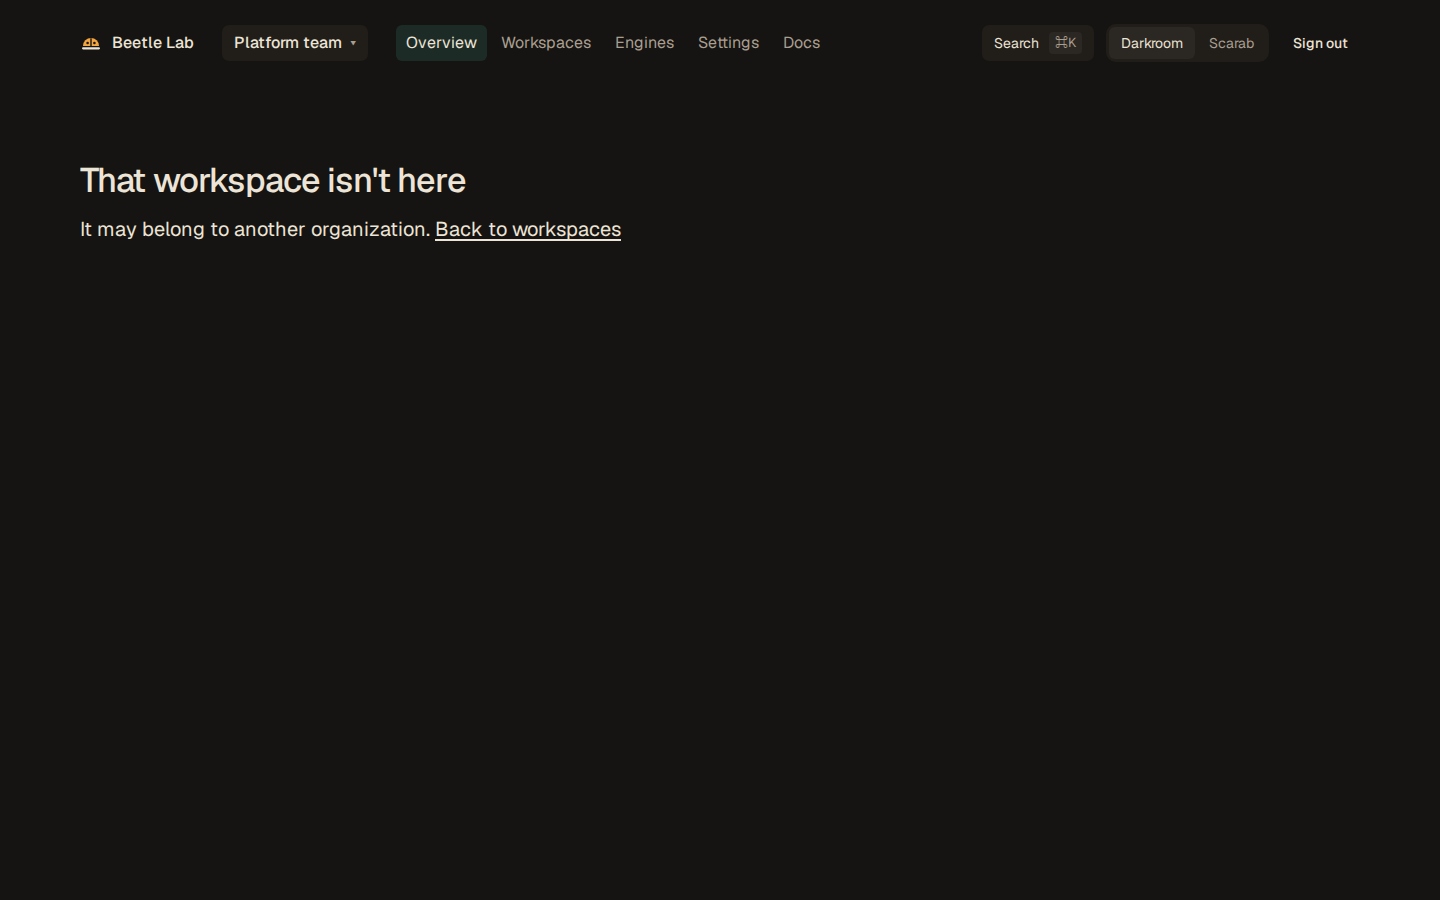 Beetle Lab
Platform team
Overview
Workspaces
Engines
Settings
Docs
Search ⌘K
Darkroom
Scarab
Sign out
That workspace isn't here
It may belong to another organization. Back to workspaces